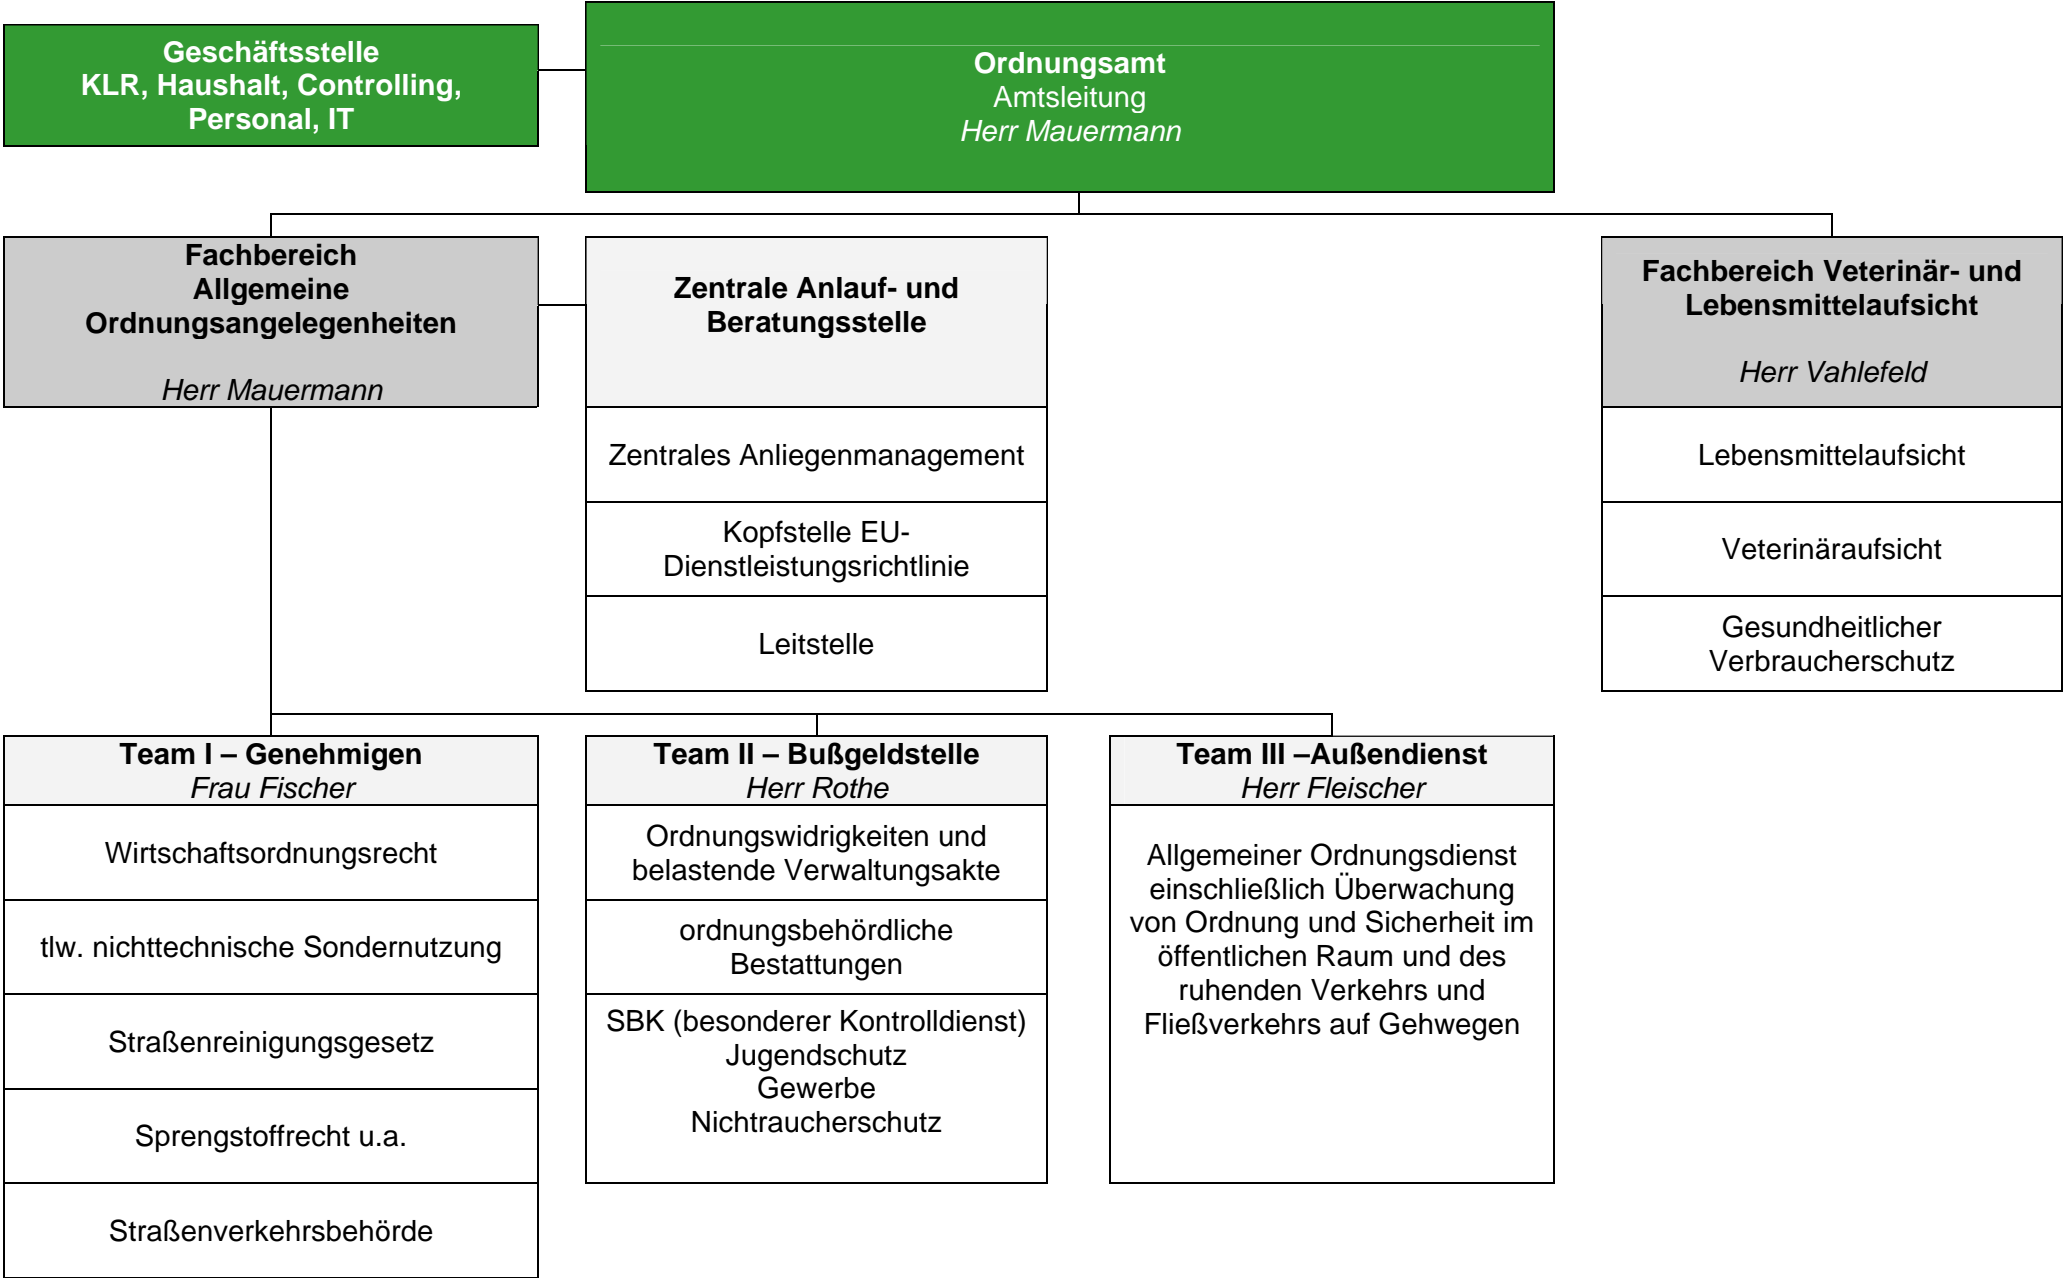 Geschäftsstelle
KLR, Haushalt, Controlling,
Personal, IT
Ordnungsamt
Amtsleitung
Herr Mauermann
Fachbereich
Allgemeine
Ordnungsangelegenheiten
Herr Mauermann
Zentrale Anlauf- und
Beratungsstelle
Zentrales Anliegenmanagement
Kopfstelle EU-
Dienstleistungsrichtlinie
Leitstelle
Fachbereich Veterinär- und
Lebensmittelaufsicht
Herr Vahlefeld
Lebensmittelaufsicht
Veterinäraufsicht
Gesundheitlicher
Verbraucherschutz
Team I – Genehmigen
Frau Fischer
Wirtschaftsordnungsrecht
tlw. nichttechnische Sondernutzung
Straßenreinigungsgesetz
Sprengstoffrecht u.a.
Straßenverkehrsbehörde
Team II – Bußgeldstelle
Herr Rothe
Ordnungswidrigkeiten und
belastende Verwaltungsakte
ordnungsbehördliche
Bestattungen
SBK (besonderer Kontrolldienst)
Jugendschutz
Gewerbe
Nichtraucherschutz
Team III –Außendienst
Herr Fleischer
Allgemeiner Ordnungsdienst
einschließlich Überwachung
von Ordnung und Sicherheit im
öffentlichen Raum und des
ruhenden Verkehrs und
Fließverkehrs auf Gehwegen